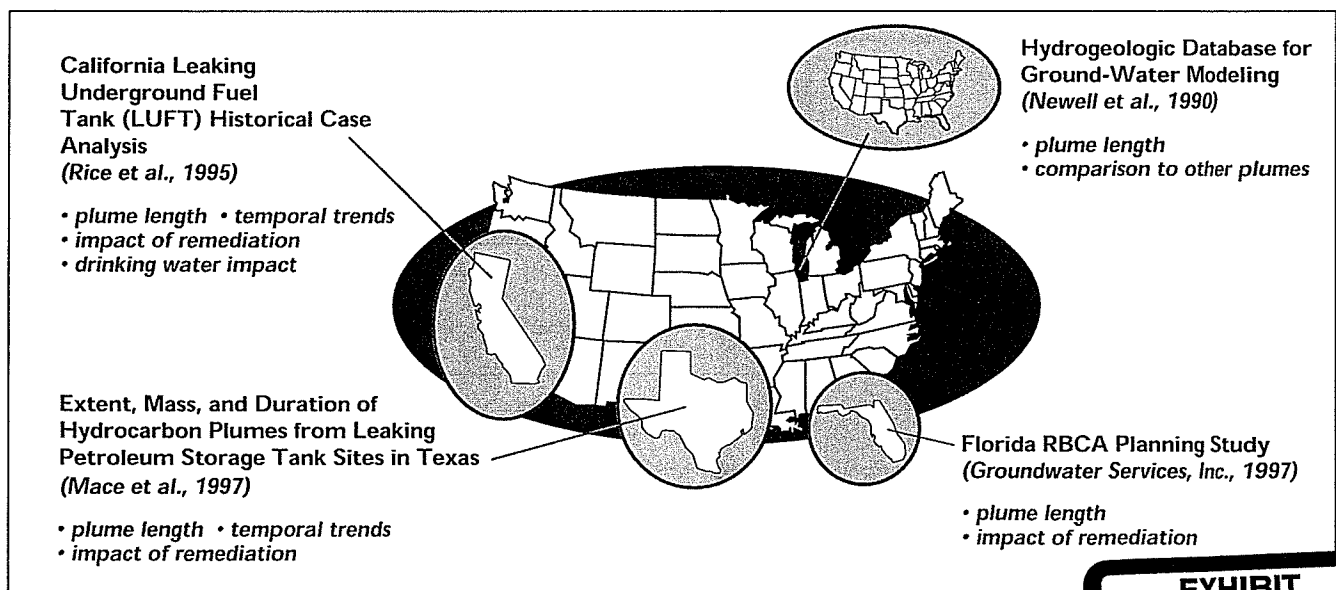 California Leaking
Underground Fuel
Tank (LUFT) Historical Case
Analysis
(Rice et al., 1995)
• plume length • temporal trends
• impact of remediation
• drinking water impact
Hydrogeologic Database for
Ground-Water Modeling
(Newell et al., 1990)
• plume length
• comparison to other plumes
Extent, Mass, and Duration of
Hydrocarbon Plumes from Leaking
Petroleum Storage Tank Sites in Texas
(Mace et al., 1997)
• plume length • temporal trends
• impact of remediation
Florida RBCA Planning Study
(Groundwater Services, Inc., 1997)
• plume length
• impact of remediation
EXHIBIT